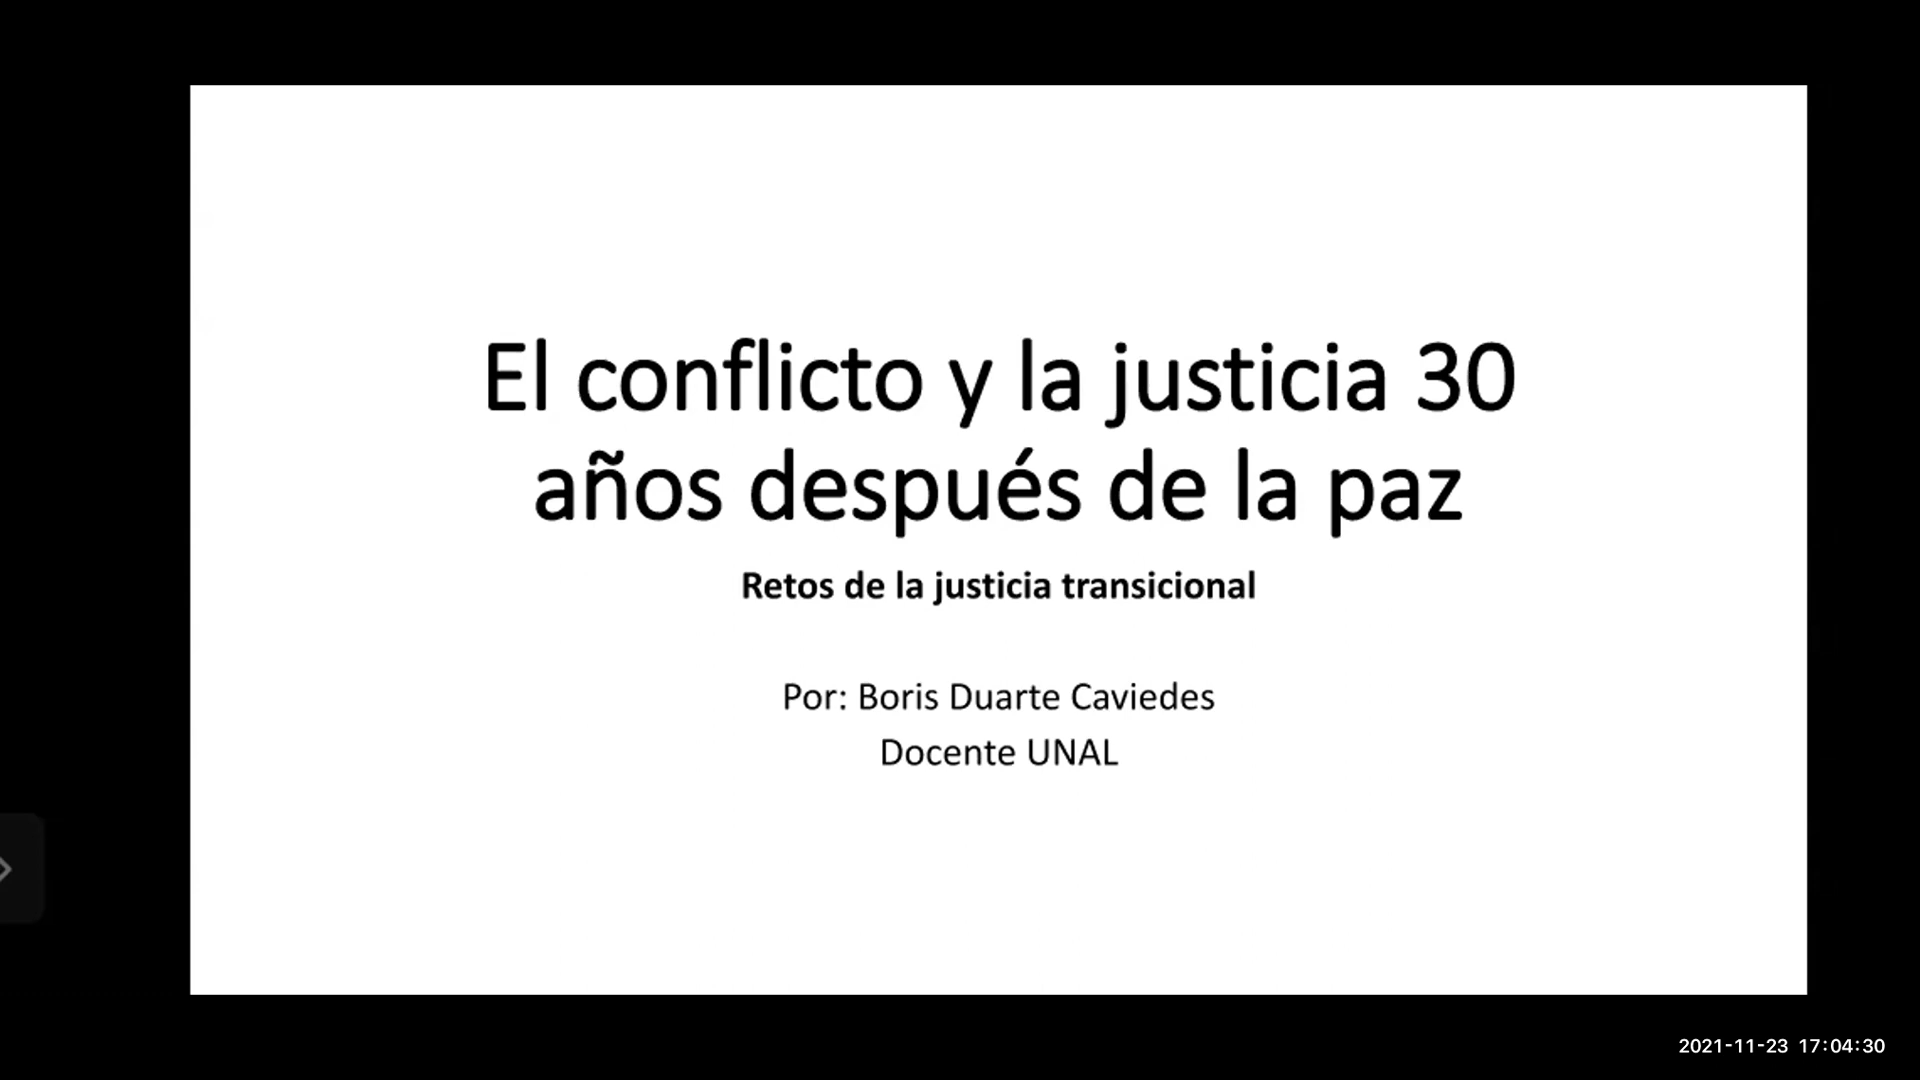 El conflicto y la justicia 30
años después de la paz
Retos de la justicia transicional
Por: Boris Duarte Caviedes
Docente UNAL
2021-11-23 17:04:30